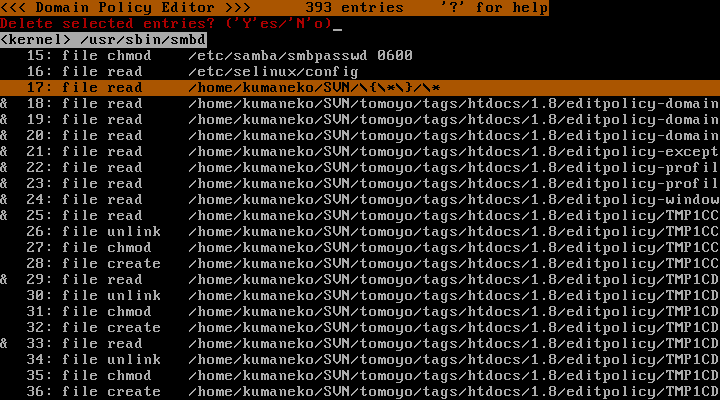 <<< Domain Policy Editor >>>      393 entries    '?' for help
Delete selected entries? ('Y'es/'N'o)_
<kernel> /usr/sbin/smbd
   15: file chmod     /etc/samba/smbpasswd 0600
   16: file read      /etc/selinux/config
   17: file read      /home/kumaneko/SVN/\{\*\}/\*
&  18: file read      /home/kumaneko/SVN/tomoyo/tags/htdocs/1.8/editpolicy-domain
&  19: file read      /home/kumaneko/SVN/tomoyo/tags/htdocs/1.8/editpolicy-domain
&  20: file read      /home/kumaneko/SVN/tomoyo/tags/htdocs/1.8/editpolicy-domain
&  21: file read      /home/kumaneko/SVN/tomoyo/tags/htdocs/1.8/editpolicy-except
&  22: file read      /home/kumaneko/SVN/tomoyo/tags/htdocs/1.8/editpolicy-profil
&  23: file read      /home/kumaneko/SVN/tomoyo/tags/htdocs/1.8/editpolicy-profil
&  24: file read      /home/kumaneko/SVN/tomoyo/tags/htdocs/1.8/editpolicy-window
&  25: file read      /home/kumaneko/SVN/tomoyo/tags/htdocs/1.8/editpolicy/TMP1CC
   26: file unlink    /home/kumaneko/SVN/tomoyo/tags/htdocs/1.8/editpolicy/TMP1CC
   27: file chmod     /home/kumaneko/SVN/tomoyo/tags/htdocs/1.8/editpolicy/TMP1CC
   28: file create    /home/kumaneko/SVN/tomoyo/tags/htdocs/1.8/editpolicy/TMP1CC
&  29: file read      /home/kumaneko/SVN/tomoyo/tags/htdocs/1.8/editpolicy/TMP1CD
   30: file unlink    /home/kumaneko/SVN/tomoyo/tags/htdocs/1.8/editpolicy/TMP1CD
   31: file chmod     /home/kumaneko/SVN/tomoyo/tags/htdocs/1.8/editpolicy/TMP1CD
   32: file create    /home/kumaneko/SVN/tomoyo/tags/htdocs/1.8/editpolicy/TMP1CD
&  33: file read      /home/kumaneko/SVN/tomoyo/tags/htdocs/1.8/editpolicy/TMP1CD
   34: file unlink    /home/kumaneko/SVN/tomoyo/tags/htdocs/1.8/editpolicy/TMP1CD
   35: file chmod     /home/kumaneko/SVN/tomoyo/tags/htdocs/1.8/editpolicy/TMP1CD
   36: file create    /home/kumaneko/SVN/tomoyo/tags/htdocs/1.8/editpolicy/TMP1CD